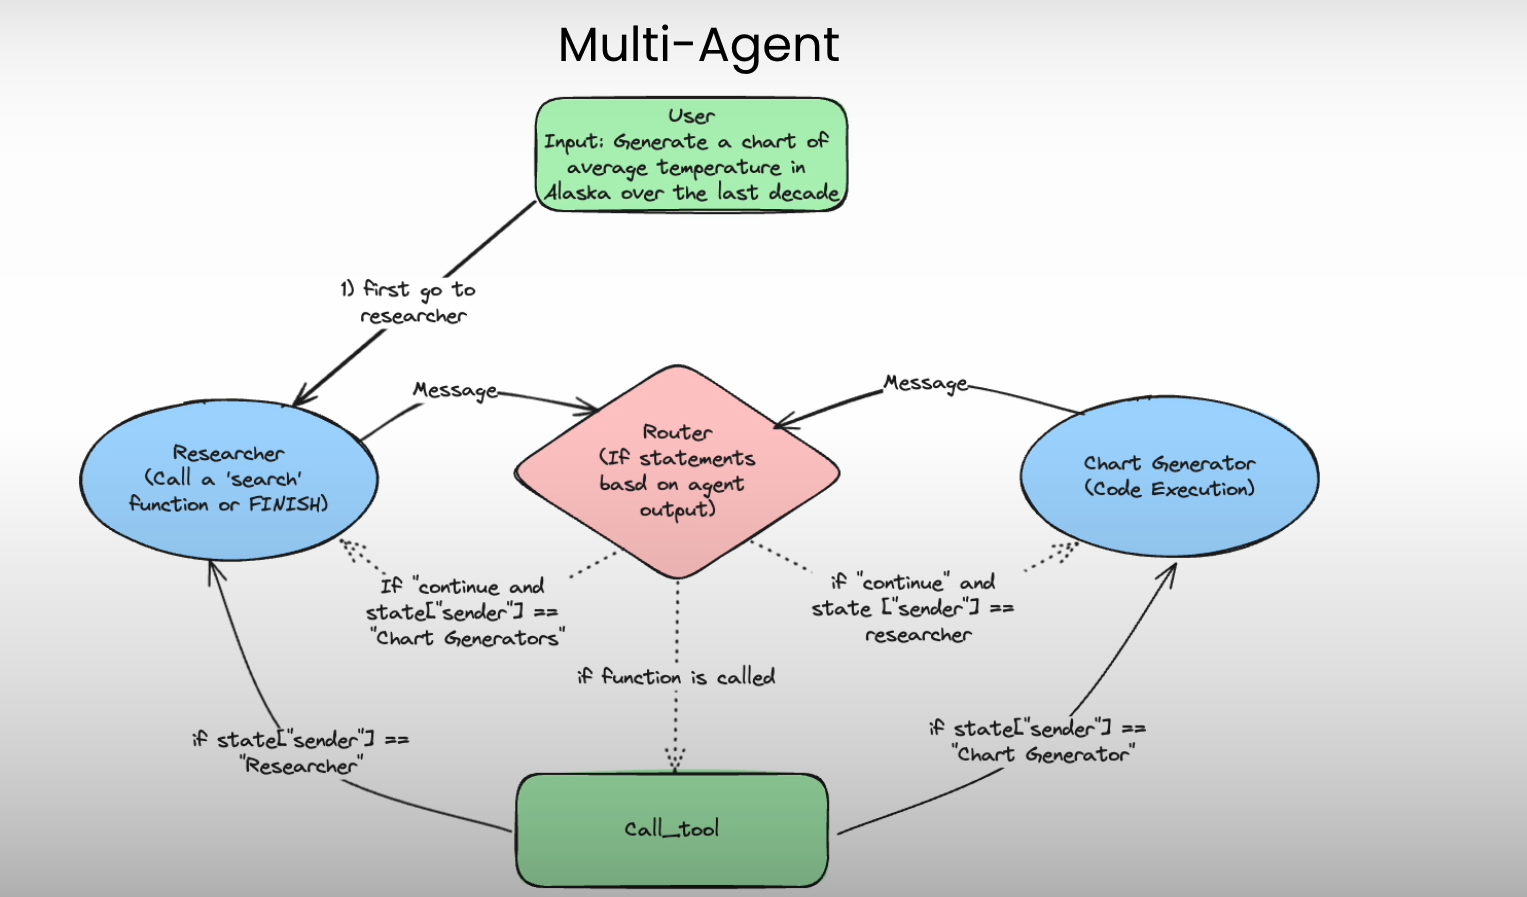 Multi-Agent
User
Input: Generate a chart of
average temperature in
Alaska over the last decade
1) first go to
researcher
Message
Message
Researcher
(Call a 'search'
function or FINISH)
Router
(If statements
basd on agent
output)
Chart Generator
(Code Execution)
If "continue and
state["sender"] ==
"Chart Generators"
if "continue" and
state ["sender"] ==
researcher
if function is called
if state["sender"] ==
"Researcher"
if state["sender"] ==
"Chart Generator"
Call_tool